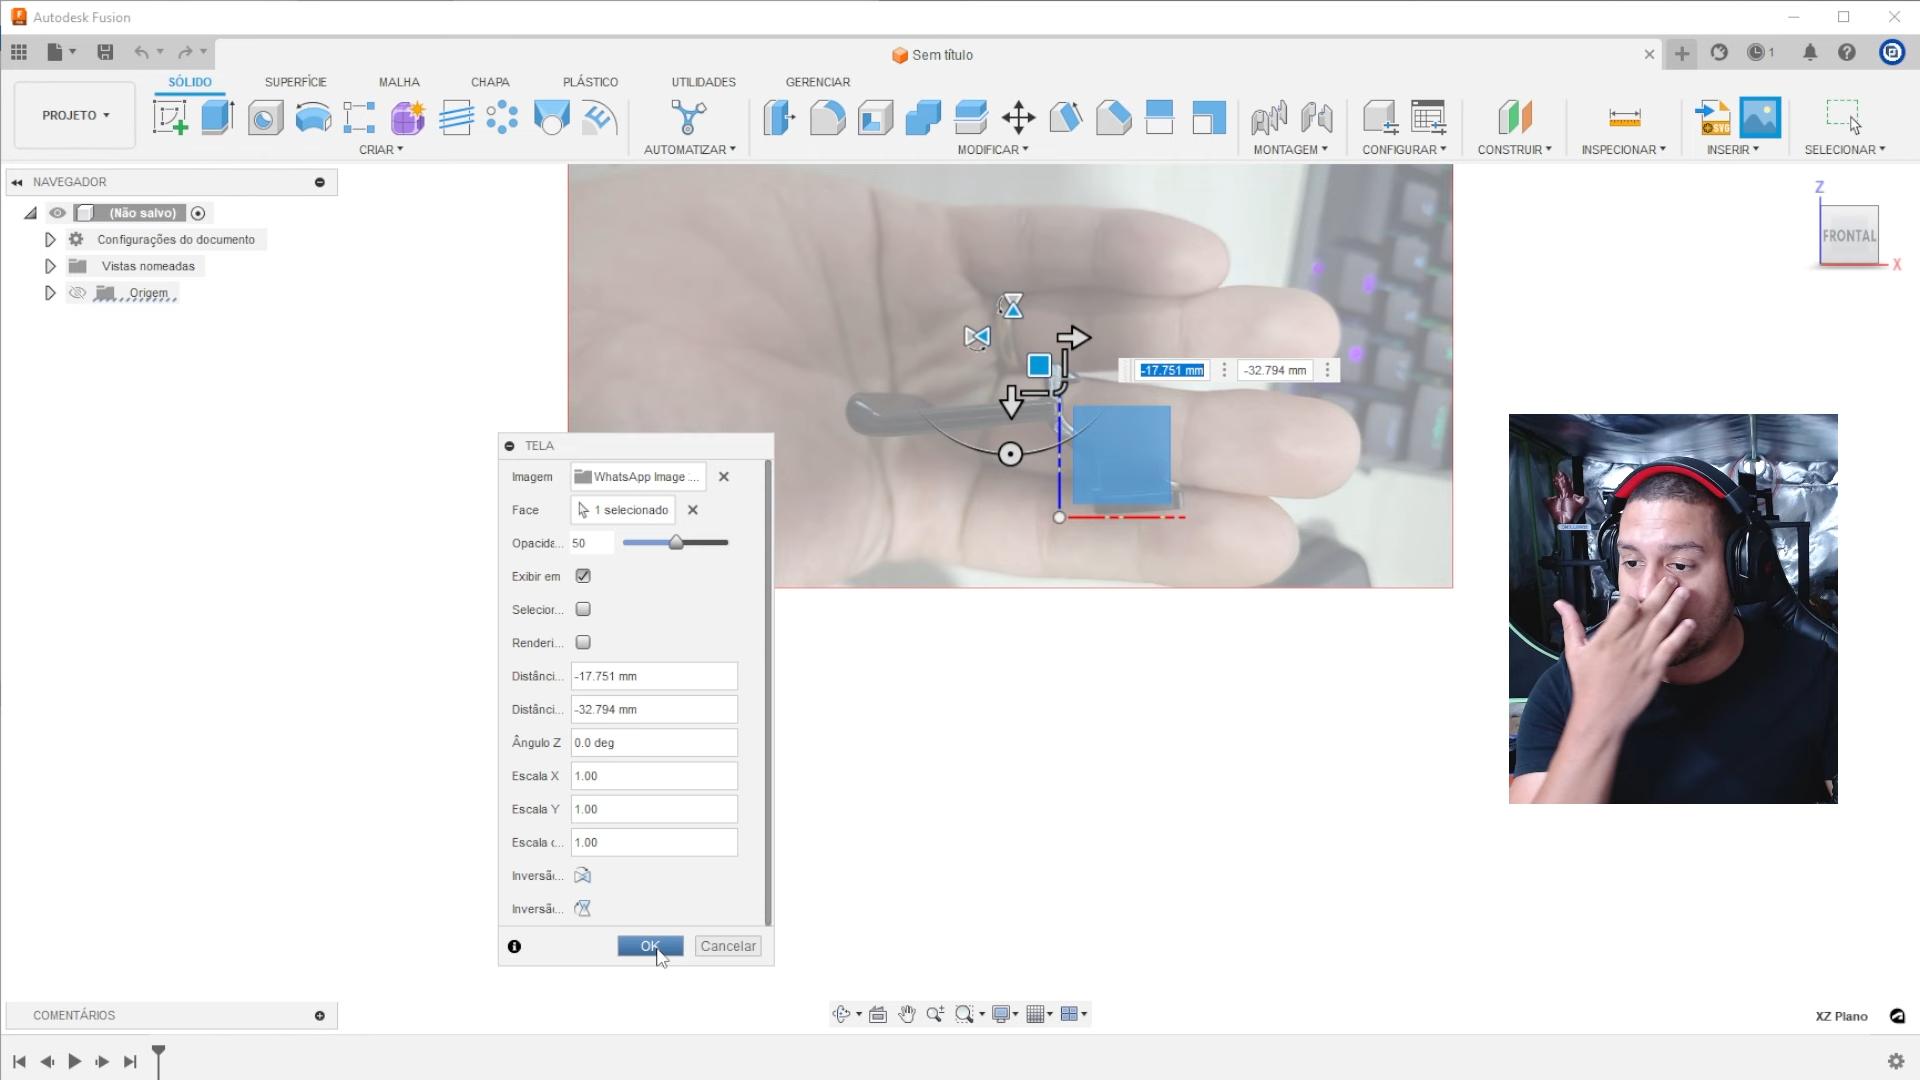 Autodesk Fusion
Sem título
1
PROJETO
SÓLIDO
SUPERFÍCIE
MALHA
CHAPA
PLÁSTICO
UTILIDADES
GERENCIAR
CRIAR
AUTOMATIZAR
MODIFICAR
MONTAGEM
CONFIGURAR
CONSTRUIR
INSPECIONAR
SVG
INSERIR
SELECIONAR
NAVEGADOR
(Não salvo)
Configurações do documento
Vistas nomeadas
Origem
Z
FRONTAL
X
-17.751 mm
-32.794 mm
TELA
Imagem WhatsApp Image ...
Face 1 selecionado
Opacida... 50
Exibir em
Selecior...
Renderi...
Distânci... -17.751 mm
Distânci... -32.794 mm
Ângulo Z 0.0 deg
Escala X 1.00
Escala Y 1.00
Escala c... 1.00
Inversã...
Inversã...
OK
Cancelar
COMENTÁRIOS
XZ Plano